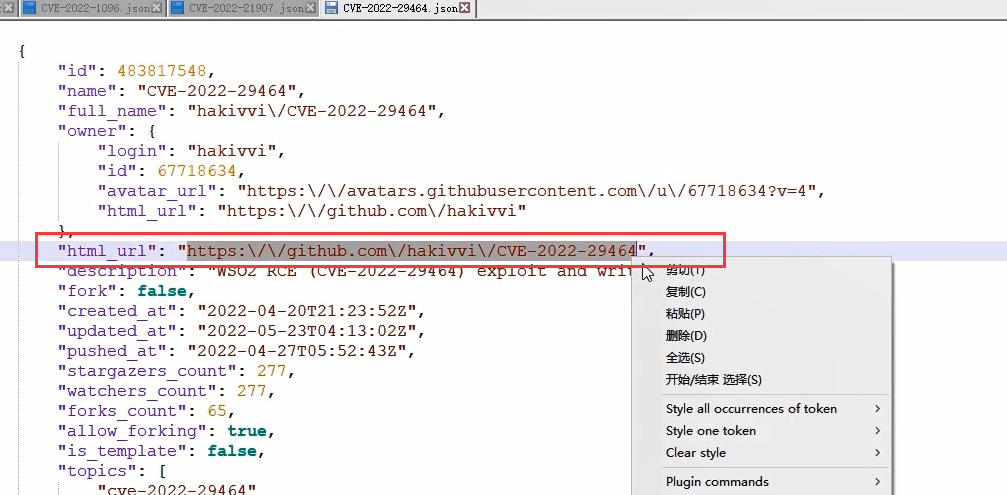 CVE-2022-1096.json CVE-2022-21907.json CVE-2022-29464.json
{
"id": 483817548,
"name": "CVE-2022-29464",
"full_name": "hakivvi\/CVE-2022-29464",
"owner": {
"login": "hakivvi",
"id": 67718634,
"avatar_url": "https:\/\/avatars.githubusercontent.com\/u\/67718634?v=4",
"html_url": "https:\/\/github.com\/hakivvi"
},
"html_url": "https:\/\/github.com\/hakivvi\/CVE-2022-29464",
"description": "WSO2 RCE (CVE-2022-29464) exploit and writ
"fork": false,
"created_at": "2022-04-20T21:23:52Z",
"updated_at": "2022-05-23T04:13:02Z",
"pushed_at": "2022-04-27T05:52:43Z",
"stargazers_count": 277,
"watchers_count": 277,
"forks_count": 65,
"allow_forking": true,
"is_template": false,
"topics": [
"cve-2022-29464"
剪切(T)
复制(C)
粘贴(P)
删除(D)
全选(S)
开始/结束 选择(S)
Style all occurrences of token
Style one token
Clear style
Plugin commands